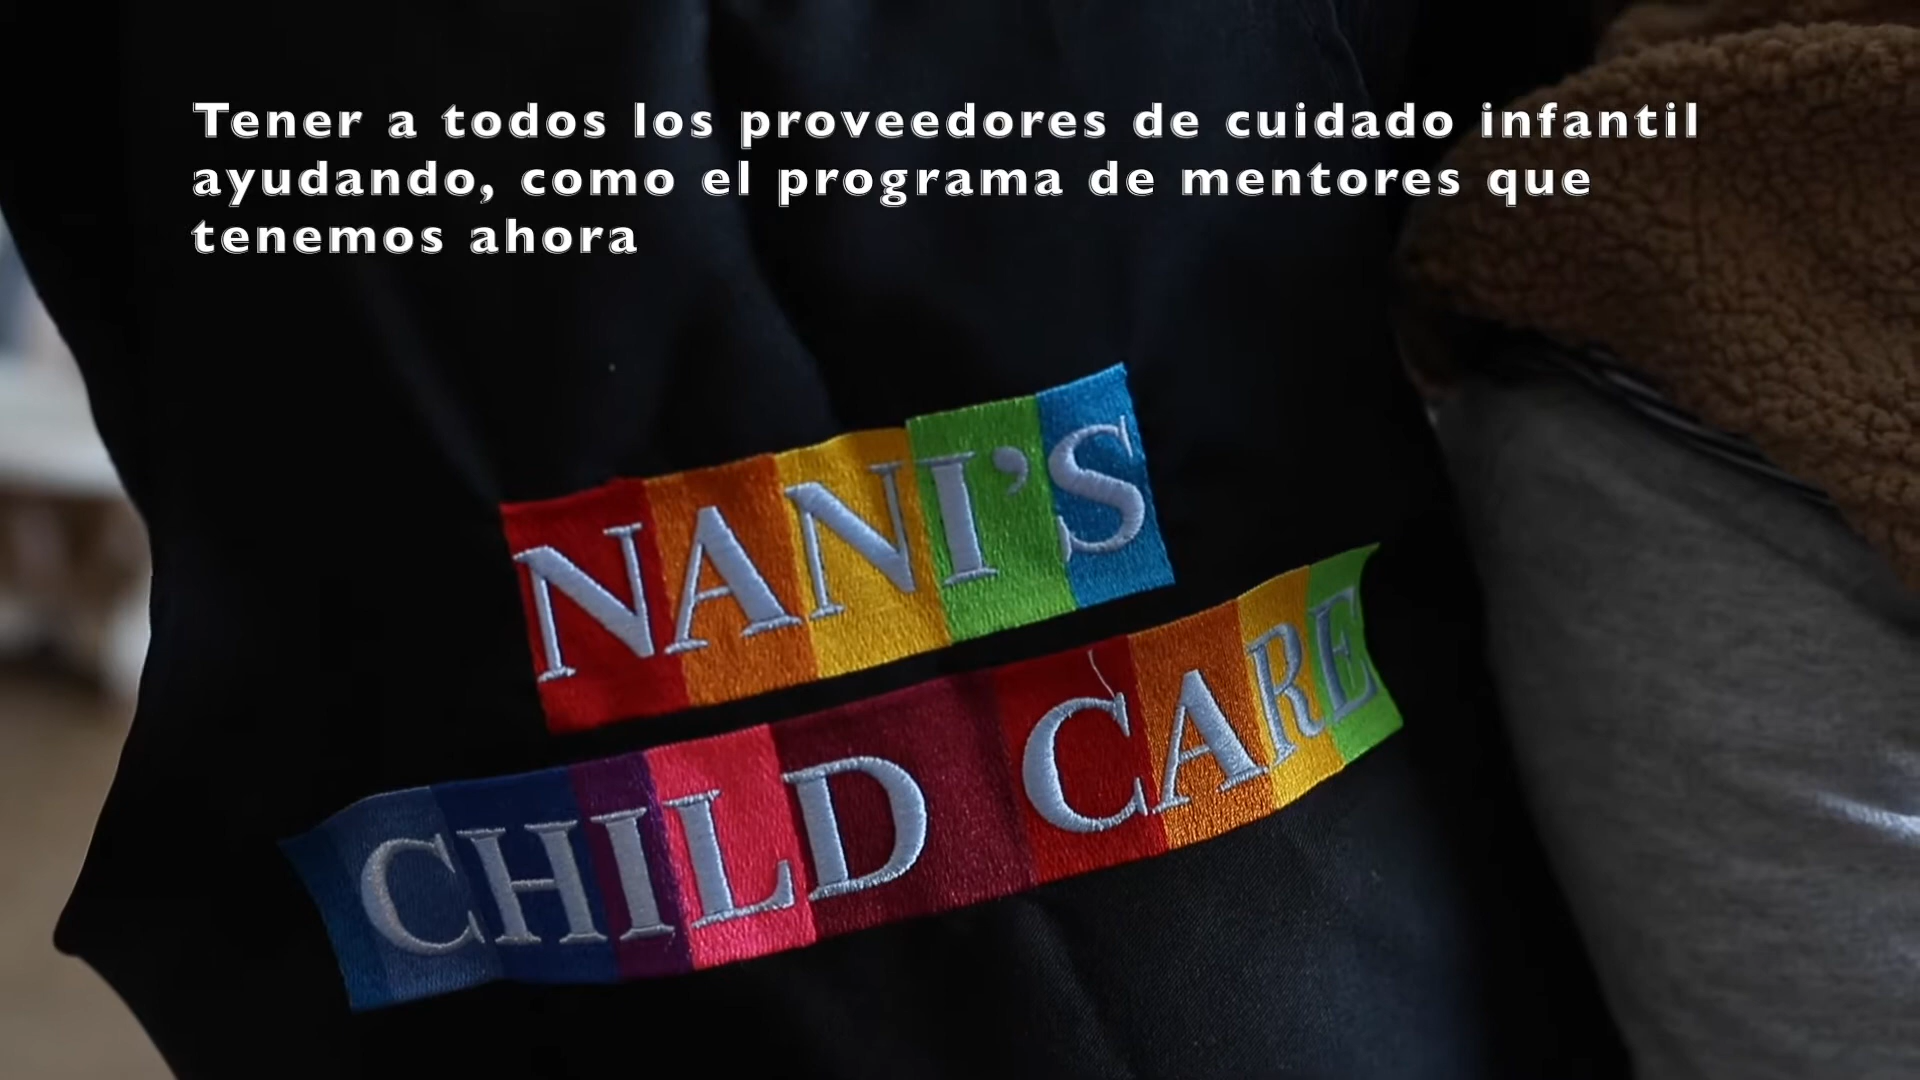 Tener a todos los proveedores de cuidado infantil
ayudando, como el programa de mentores que
tenemos ahora
NANI'S
CHILD CARE